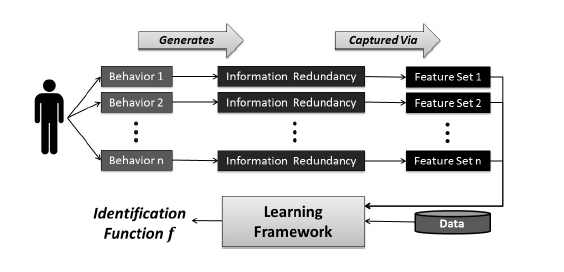 Generates
Captured Via
Behavior 1
Information Redundancy
Feature Set 1
Behavior 2
Information Redundancy
Feature Set 2
Behavior n
Information Redundancy
Feature Set n
Identification
Function f
Learning
Framework
Data